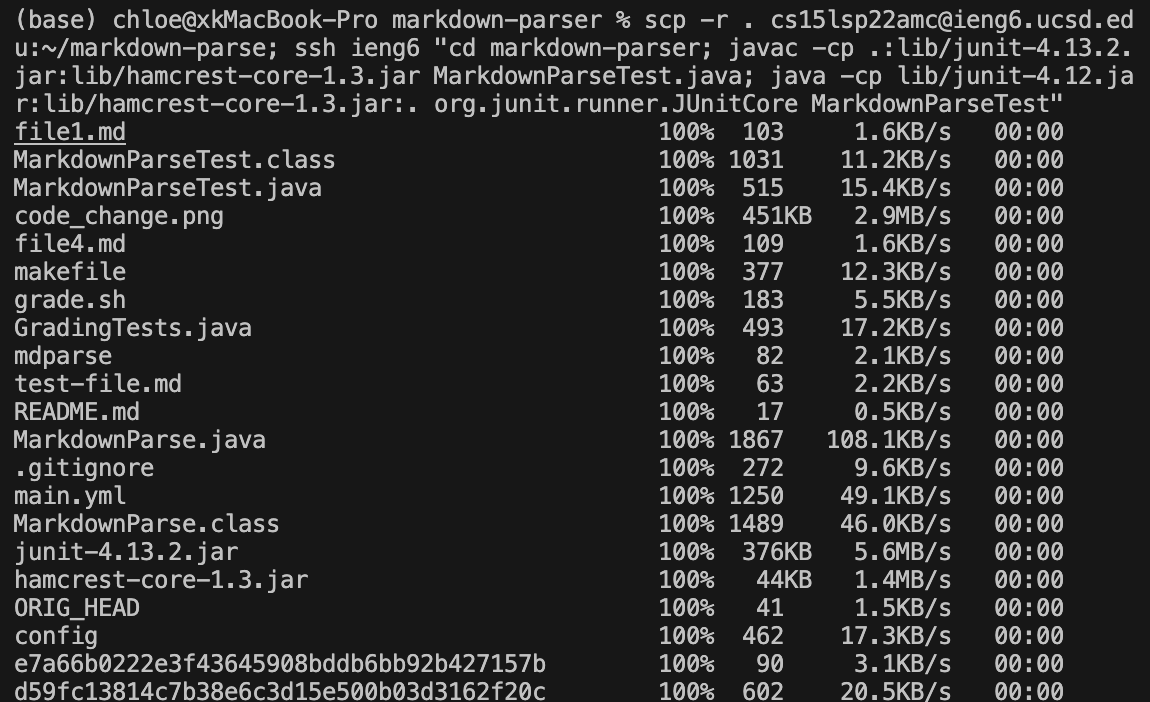 (base) chloe@xkMacBook-Pro markdown-parser % scp -r . cs15lsp22amc@ieng6.ucsd.ed
u:~/markdown-parse; ssh ieng6 "cd markdown-parser; javac -cp .:lib/junit-4.13.2.
jar:lib/hamcrest-core-1.3.jar MarkdownParseTest.java; java -cp lib/junit-4.12.ja
r:lib/hamcrest-core-1.3.jar:. org.junit.runner.JUnitCore MarkdownParseTest"
file1.md 100% 103 1.6KB/s 00:00
MarkdownParseTest.class 100% 1031 11.2KB/s 00:00
MarkdownParseTest.java 100% 515 15.4KB/s 00:00
code_change.png 100% 451KB 2.9MB/s 00:00
file4.md 100% 109 1.6KB/s 00:00
makefile 100% 377 12.3KB/s 00:00
grade.sh 100% 183 5.5KB/s 00:00
GradingTests.java 100% 493 17.2KB/s 00:00
mdparse 100% 82 2.1KB/s 00:00
test-file.md 100% 63 2.2KB/s 00:00
README.md 100% 17 0.5KB/s 00:00
MarkdownParse.java 100% 1867 108.1KB/s 00:00
.gitignore 100% 272 9.6KB/s 00:00
main.yml 100% 1250 49.1KB/s 00:00
MarkdownParse.class 100% 1489 46.0KB/s 00:00
junit-4.13.2.jar 100% 376KB 5.6MB/s 00:00
hamcrest-core-1.3.jar 100% 44KB 1.4MB/s 00:00
ORIG_HEAD 100% 41 1.5KB/s 00:00
config 100% 462 17.3KB/s 00:00
e7a66b0222e3f43645908bddb6bb92b427157b 100% 90 3.1KB/s 00:00
d59fc13814c7b38e6c3d15e500b03d3162f20c 100% 602 20.5KB/s 00:00